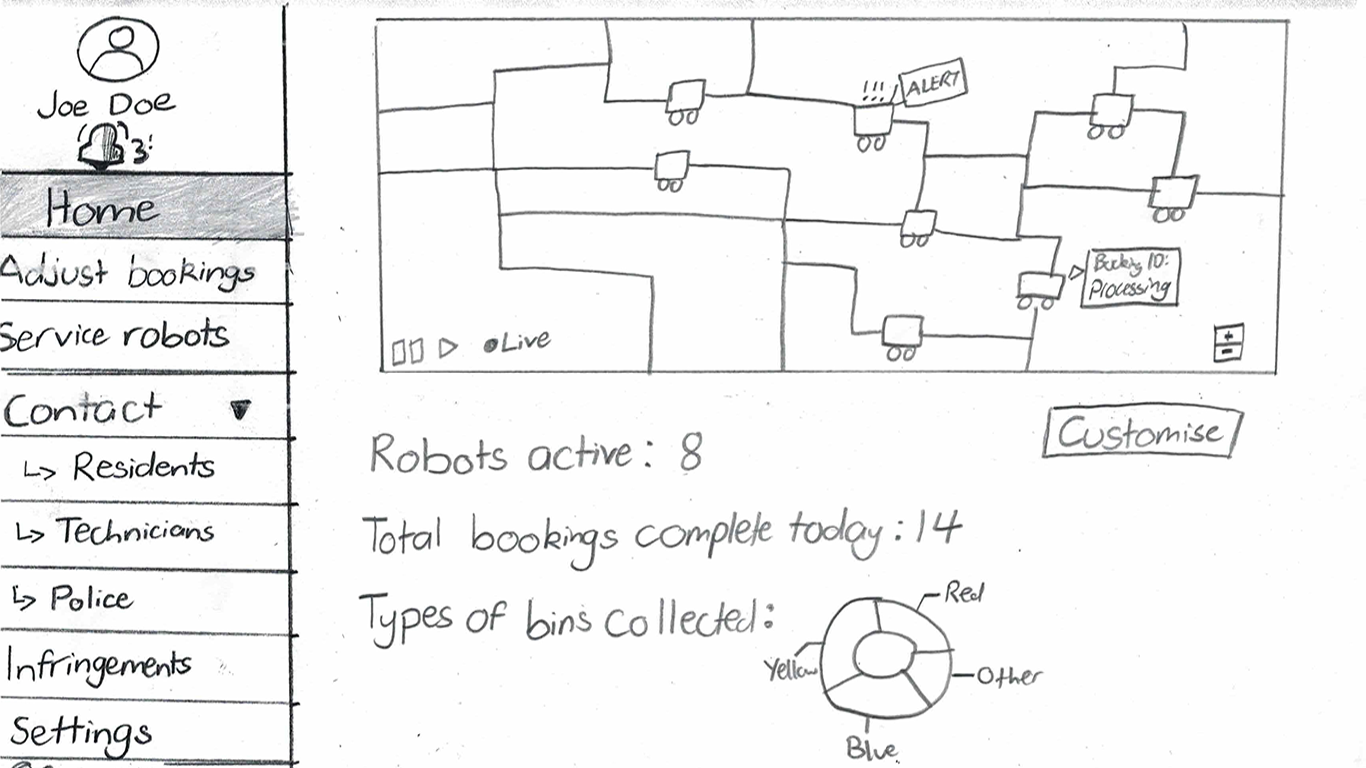 Joe Doe
3
Home
Adjust bookings
Service robots
Contact
Residents
Technicians
Police
Infringements
Settings
!!! ALERT
Booking ID:
Processing
Live
+
-
Customise
Robots active: 8
Total bookings complete today: 14
Types of bins collected:
Red
Yellow
Other
Blue